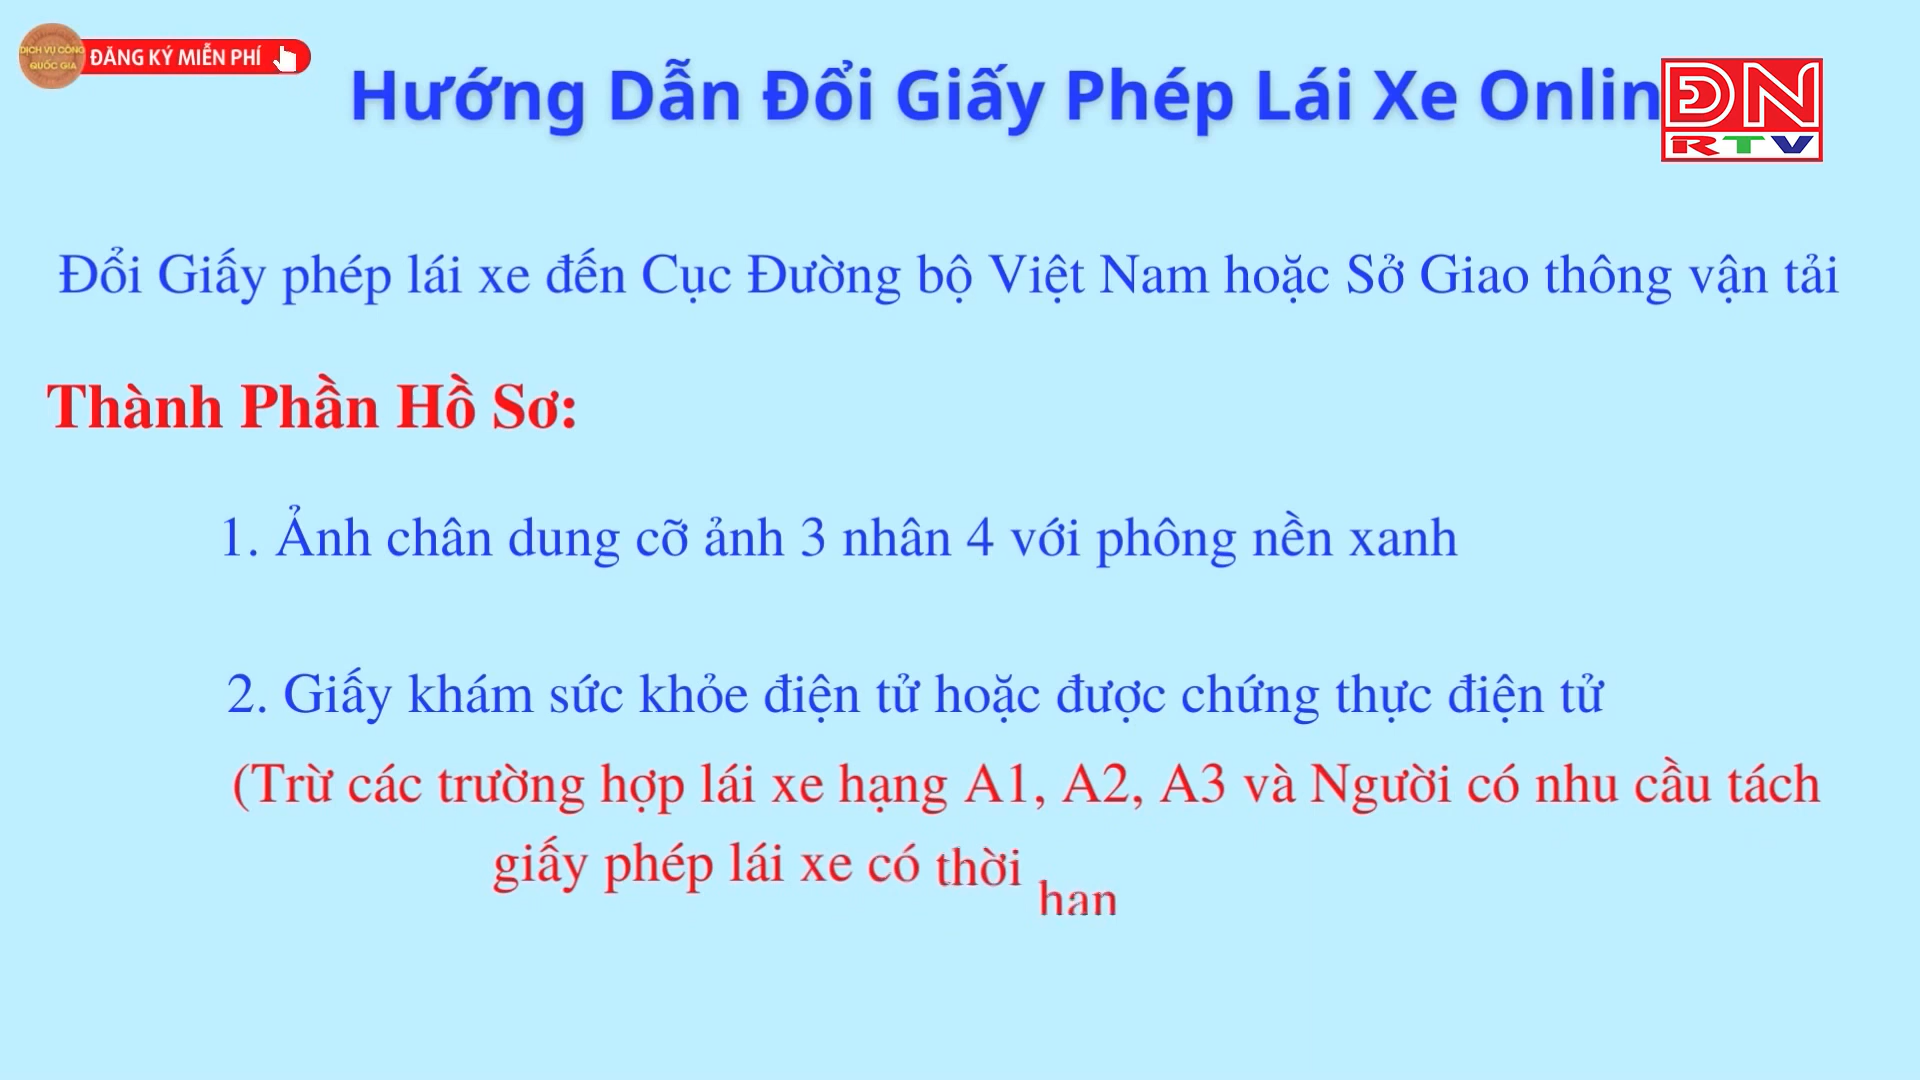 DỊCH VỤ CÔNG
QUỐC GIA
ĐĂNG KÝ MIỄN PHÍ
Hướng Dẫn Đổi Giấy Phép Lái Xe Onlin
ĐN
RTV
Đổi Giấy phép lái xe đến Cục Đường bộ Việt Nam hoặc Sở Giao thông vận tải
Thành Phần Hồ Sơ:
1. Ảnh chân dung cỡ ảnh 3 nhân 4 với phông nền xanh
2. Giấy khám sức khỏe điện tử hoặc được chứng thực điện tử
(Trừ các trường hợp lái xe hạng A1, A2, A3 và Người có nhu cầu tách
giấy phép lái xe có thời hạn